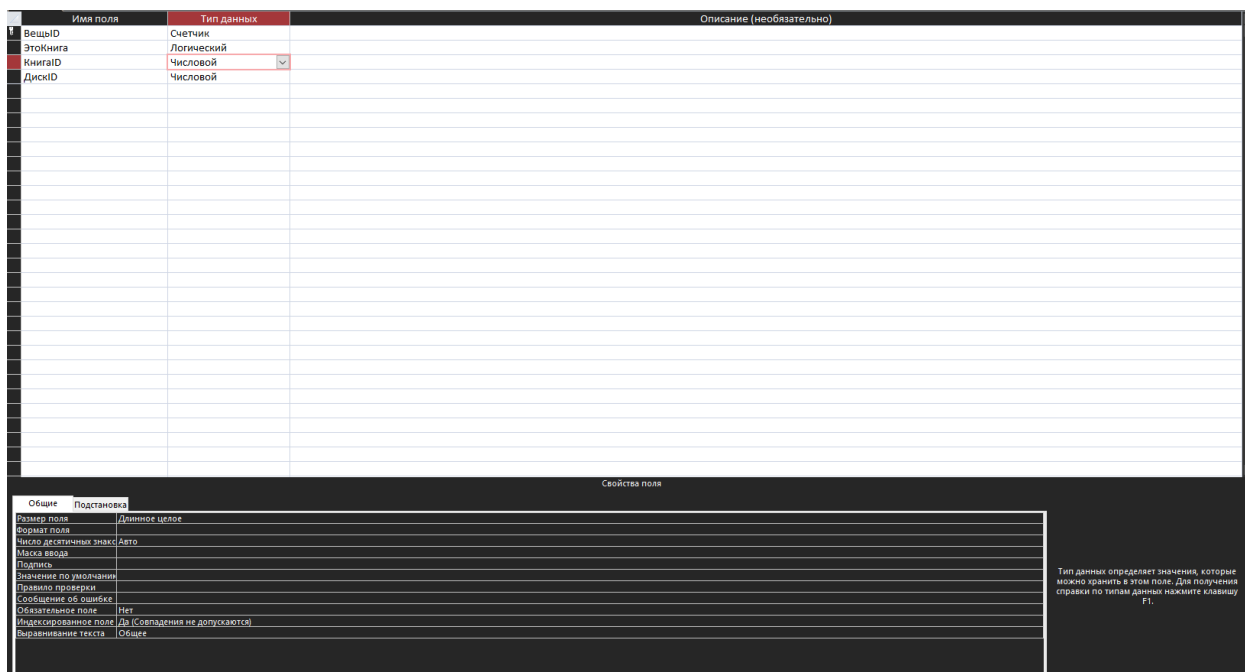 Имя поля Тип данных Описание (необязательно)
ВещыID Счетчик
ЭтоКнига Логический
КнигаID Числовой
ДискID Числовой
Свойства поля
Общие Подстановка
Размер поля Длинное целое
Формат поля
Число десятичных знакс Авто
Маска ввода
Подпись
Значение по умолчани
Правило проверки
Сообщение об ошибке
Обязательное поле Нет
Индексированное поле Да (Совпадения не допускаются)
Выравнивание текста Общее
Тип данных определяет значения, которые
можно хранить в этом поле. Для получения
справки по типам данных нажмите клавишу
F1.